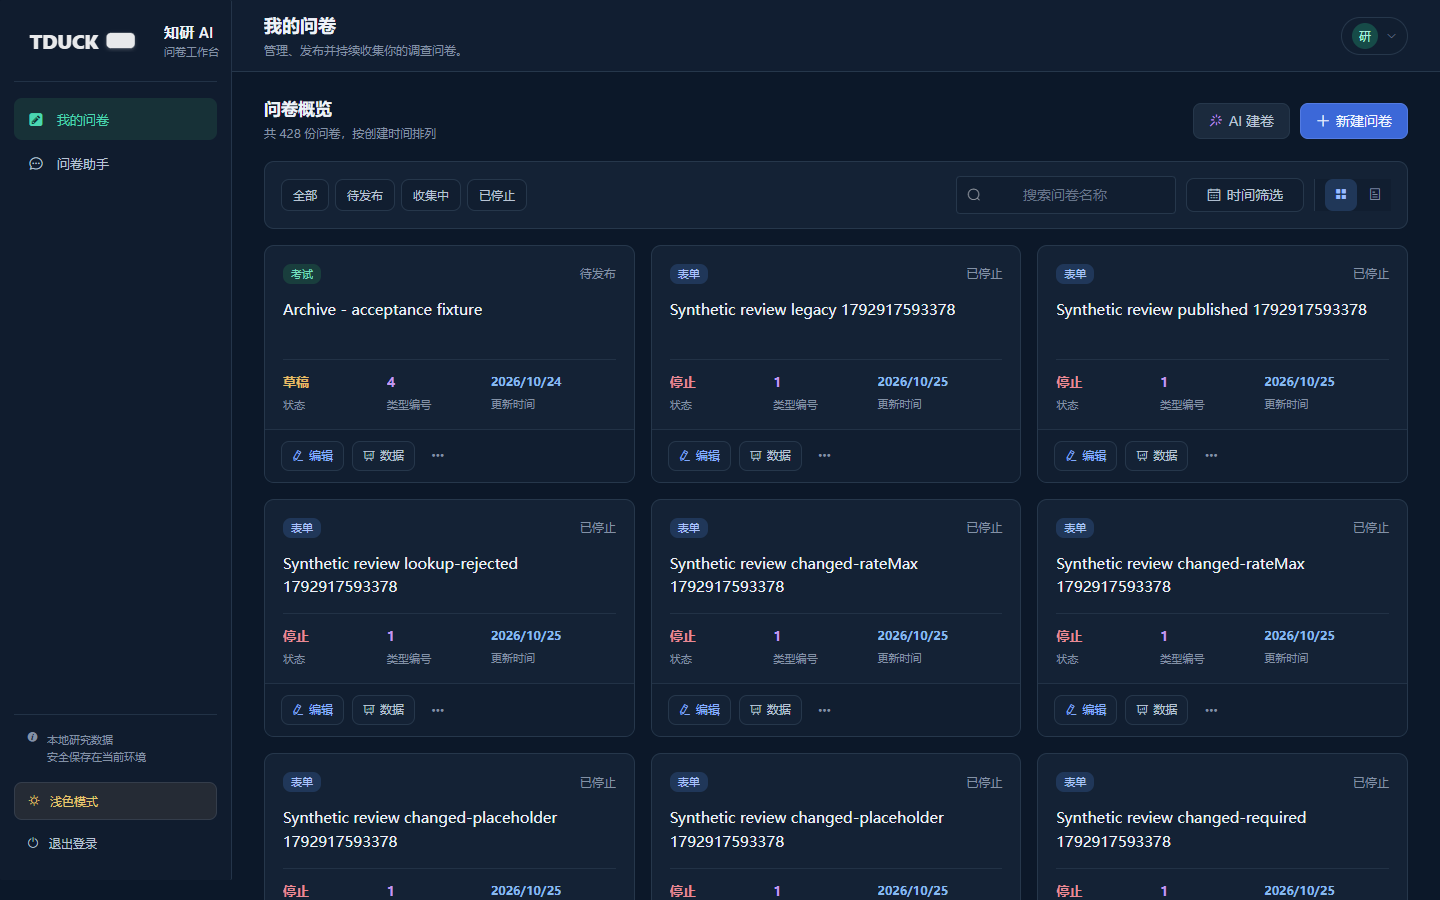 TDUCK
知研 AI
问卷工作台
我的问卷
问卷助手
本地研究数据
安全保存在当前环境
浅色模式
退出登录
我的问卷
管理、发布并持续收集你的调查问卷。
研
问卷概览
共 428 份问卷，按创建时间排列
AI 建卷
新建问卷
全部
待发布
收集中
已停止
搜索问卷名称
时间筛选
考试
待发布
Archive - acceptance fixture
草稿
4
2026/10/24
状态
类型编号
更新时间
编辑
数据
表单
已停止
Synthetic review legacy 1792917593378
停止
1
2026/10/25
状态
类型编号
更新时间
编辑
数据
表单
已停止
Synthetic review published 1792917593378
停止
1
2026/10/25
状态
类型编号
更新时间
编辑
数据
表单
已停止
Synthetic review lookup-rejected
1792917593378
停止
1
2026/10/25
状态
类型编号
更新时间
编辑
数据
表单
已停止
Synthetic review changed-rateMax
1792917593378
停止
1
2026/10/25
状态
类型编号
更新时间
编辑
数据
表单
已停止
Synthetic review changed-rateMax
1792917593378
停止
1
2026/10/25
状态
类型编号
更新时间
编辑
数据
表单
已停止
Synthetic review changed-placeholder
1792917593378
停止
1
2026/10/25
表单
已停止
Synthetic review changed-placeholder
1792917593378
停止
1
2026/10/25
表单
已停止
Synthetic review changed-required
1792917593378
停止
1
2026/10/25